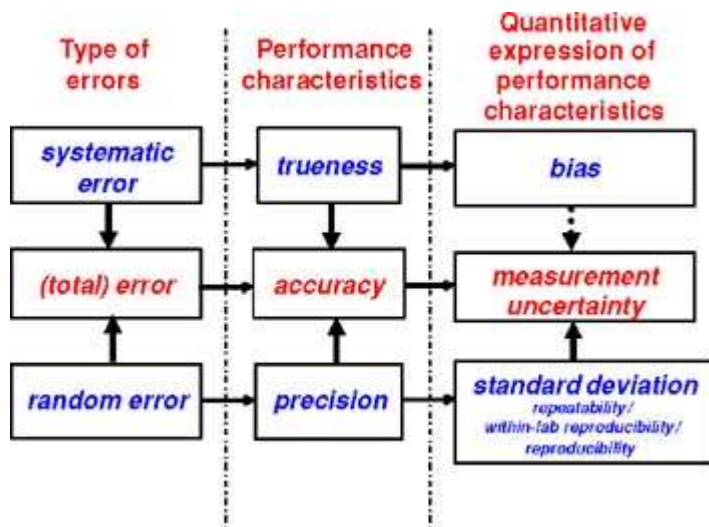 Type of
errors
Performance
characteristics
Quantitative
expression of
performance
characteristics
systematic
error
trueness
bias
(total) error
accuracy
measurement
uncertainty
random error
precision
standard deviation
repeatability/
within-lab reproducibility/
reproducibility